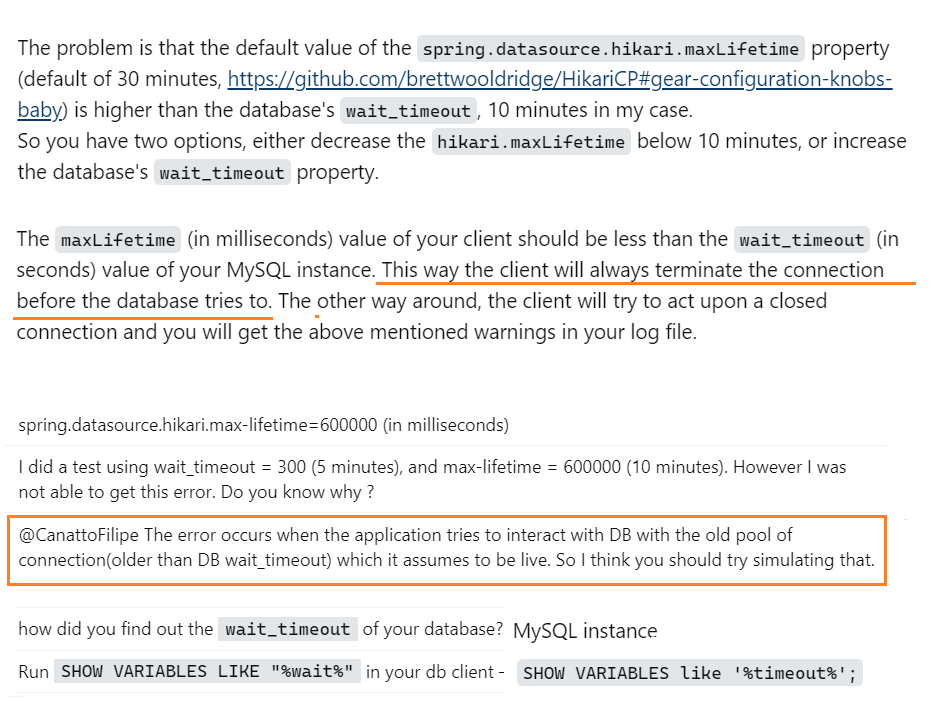 The problem is that the default value of the spring.datasource.hikari.maxLifetime property
(default of 30 minutes, https://github.com/brettwooldridge/HikariCP#gear-configuration-knobs-
baby) is higher than the database's wait_timeout, 10 minutes in my case.
So you have two options, either decrease the hikari.maxLifetime below 10 minutes, or increase
the database's wait_timeout property.
The maxLifetime (in milliseconds) value of your client should be less than the wait_timeout (in
seconds) value of your MySQL instance. This way the client will always terminate the connection
before the database tries to. The other way around, the client will try to act upon a closed
connection and you will get the above mentioned warnings in your log file.
spring.datasource.hikari.max-lifetime=600000 (in milliseconds)
I did a test using wait_timeout = 300 (5 minutes), and max-lifetime = 600000 (10 minutes). However I was
not able to get this error. Do you know why ?
@CanattoFilipe The error occurs when the application tries to interact with DB with the old pool of
connection(older than DB wait_timeout) which it assumes to be live. So I think you should try simulating that.
how did you find out the wait_timeout of your database? MySQL instance
Run SHOW VARIABLES LIKE "%wait%" in your db client - SHOW VARIABLES like '%timeout%';